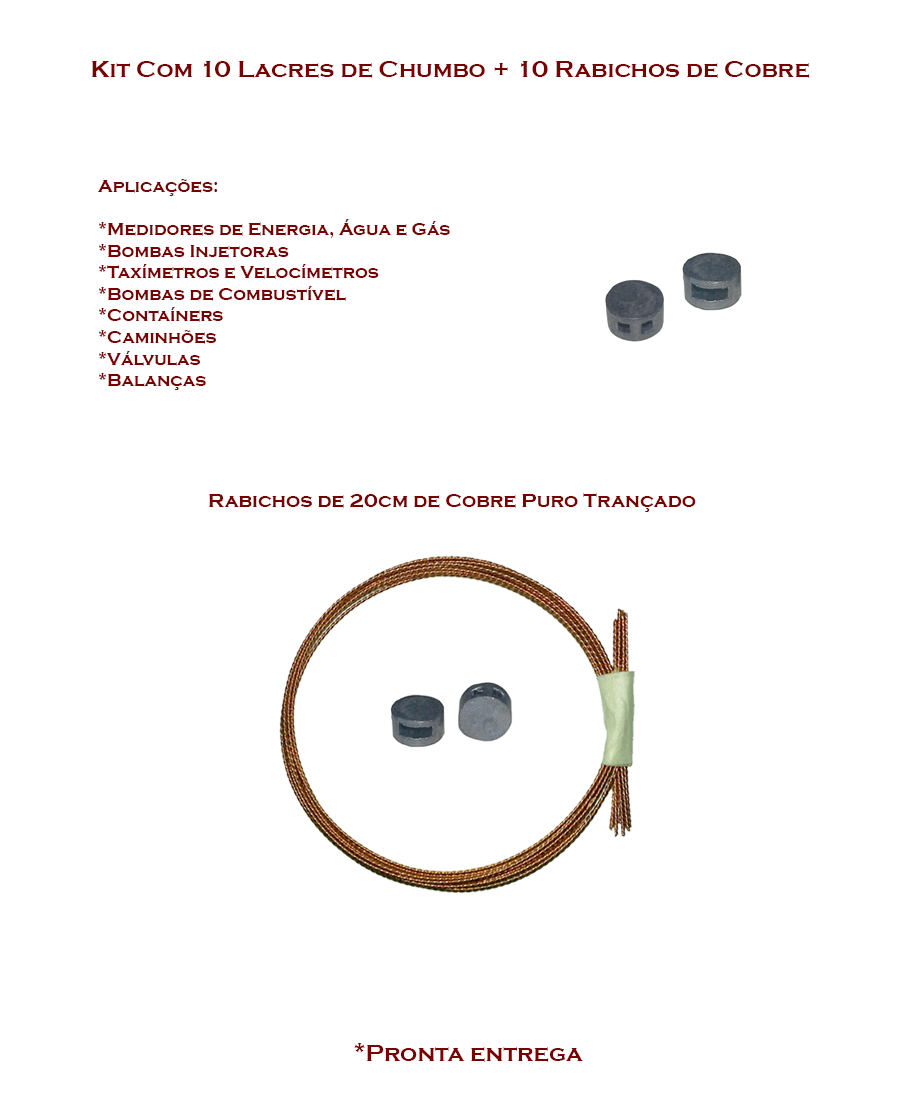 Kit Com 10 Lacres de Chumbo + 10 Rabichos de Cobre
Aplicações:
*Medidores de Energia, Água e Gás
*Bombas Injetoras
*Taxímetros e Velocímetros
*Bombas de Combustível
*Contaíners
*Caminhões
*Válvulas
*Balanças
Rabichos de 20cm de Cobre Puro Trançado
*Pronta entrega